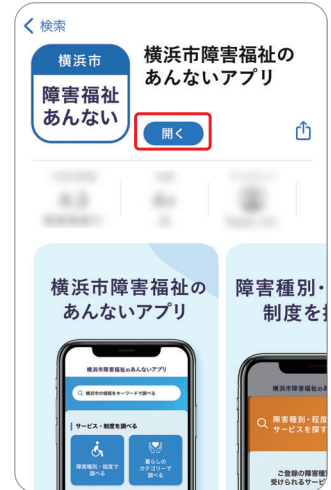 検索
横浜市
障害福祉
あんない
横浜市障害福祉の
あんないアプリ
開く
横浜市障害福祉の
あんないアプリ
横浜市障害福祉のあんないアプリ
横浜市の情報をキーワードで調べる
サービス・制度を調べる
障害種別・程度で
調べる
暮らしの
カテゴリーで
調べる
障害種別・
制度を
横浜市障害福祉の
障害種別・程度
サービスを探す
ご登録の障害種
受けられるサービ